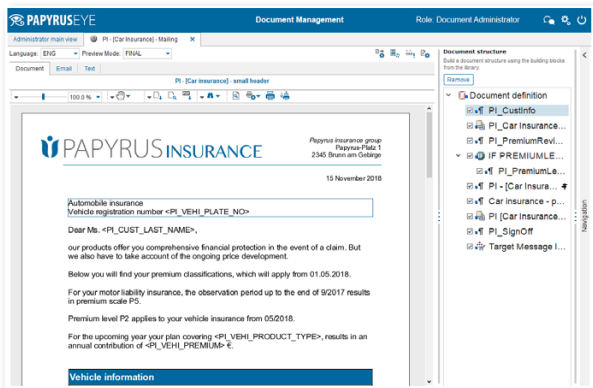 PAPYRUSEYE
Document Management
Role: Document Administrator
Administrator main view
PI - [Car Insurance] - Mailing
Language: ENG
Preview Mode: FINAL
Document
Email
Text
PI - [Car insurance] - small header
100.0 %
PAPYRUS INSURANCE
Papyrus insurance group
Papyrus-Platz 1
2345 Brunn am Gebirge
15 November 2018
Automobile insurance
Vehicle registration number <PI_VEHI_PLATE_NO>
Dear Ms. <PI_CUST_LAST_NAME>,
our products offer you comprehensive financial protection in the event of a claim. But
we also have to take account of the ongoing price development.
Below you will find your premium classifications, which will apply from 01.05.2018.
For your motor liability insurance, the observation period up to the end of 9/2017 results
in premium scale P5.
Premium level P2 applies to your vehicle insurance from 05/2018.
For the upcoming year your plan covering <PI_VEHI_PRODUCT_TYPE>, results in an
annual contribution of <PI_VEHI_PREMIUM> €.
Vehicle information
Document structure
Build a document structure using the building blocks
from the library.
Remove
Document definition
PI_CustInfo
PI_Car Insurance...
PI_PremiumRevi...
IF PREMIUMLE...
PI_PremiumLe...
PI - [Car Insura...
Car insurance - p...
PI [Car Insurance...
PI_SignOff
Target Message I...
Navigation